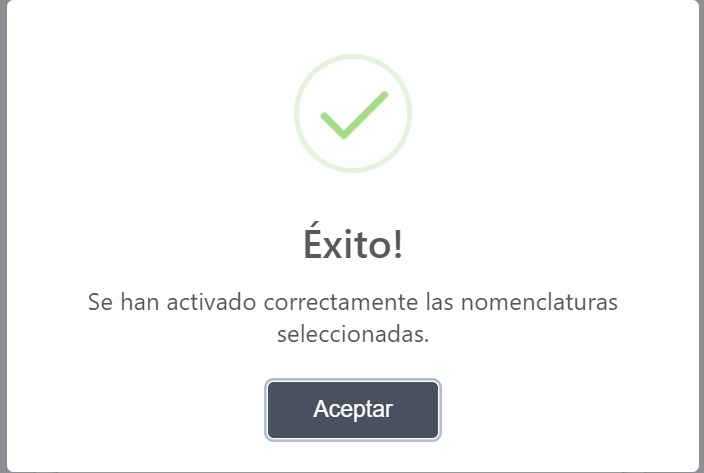 Éxito!
Se han activado correctamente las nomenclaturas
seleccionadas.
Aceptar